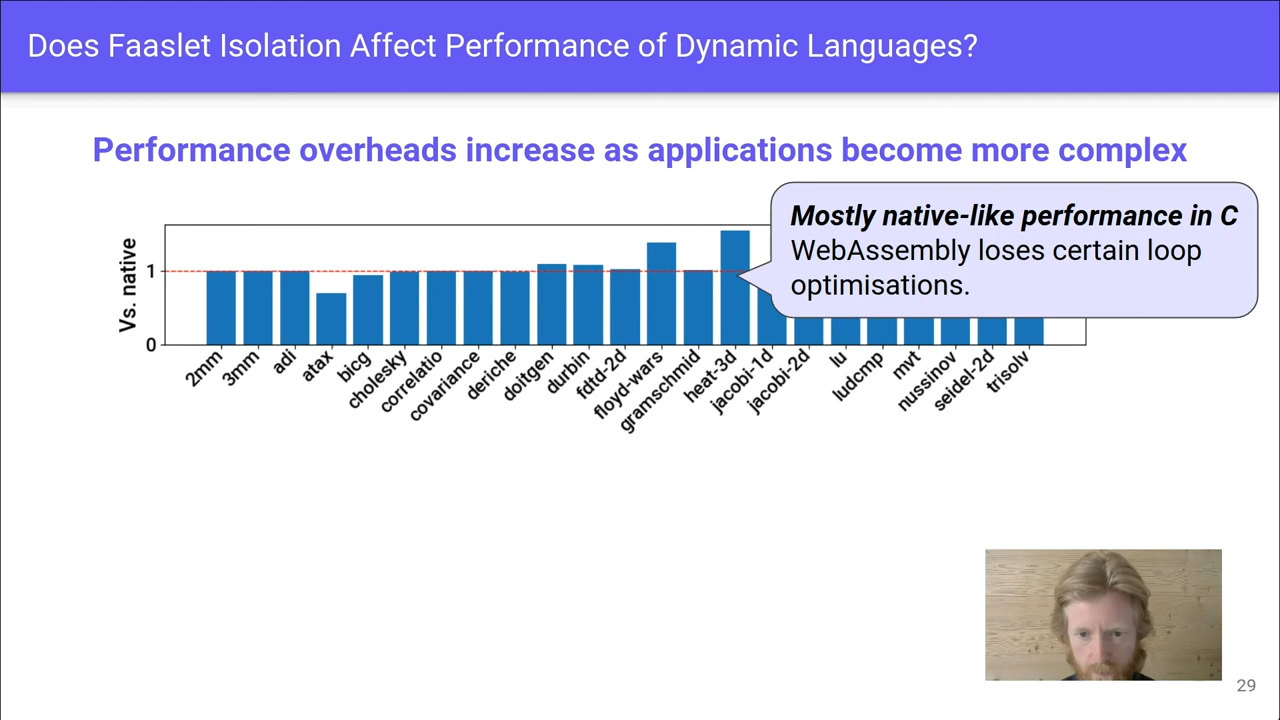 Does Faaslet Isolation Affect Performance of Dynamic Languages?
Performance overheads increase as applications become more complex
Mostly native-like performance in C
WebAssembly loses certain loop
optimisations.
Vs. native
1
0
2mm
3mm
adi
atax
bicg
cholesky
correlatio
covariance
deriche
doitgen
durbin
fdtd-2d
floyd-wars
gramschmid
heat-3d
jacobi-1d
jacobi-2d
lu
ludcmp
mvt
nussinov
seidel-2d
trisolv
29